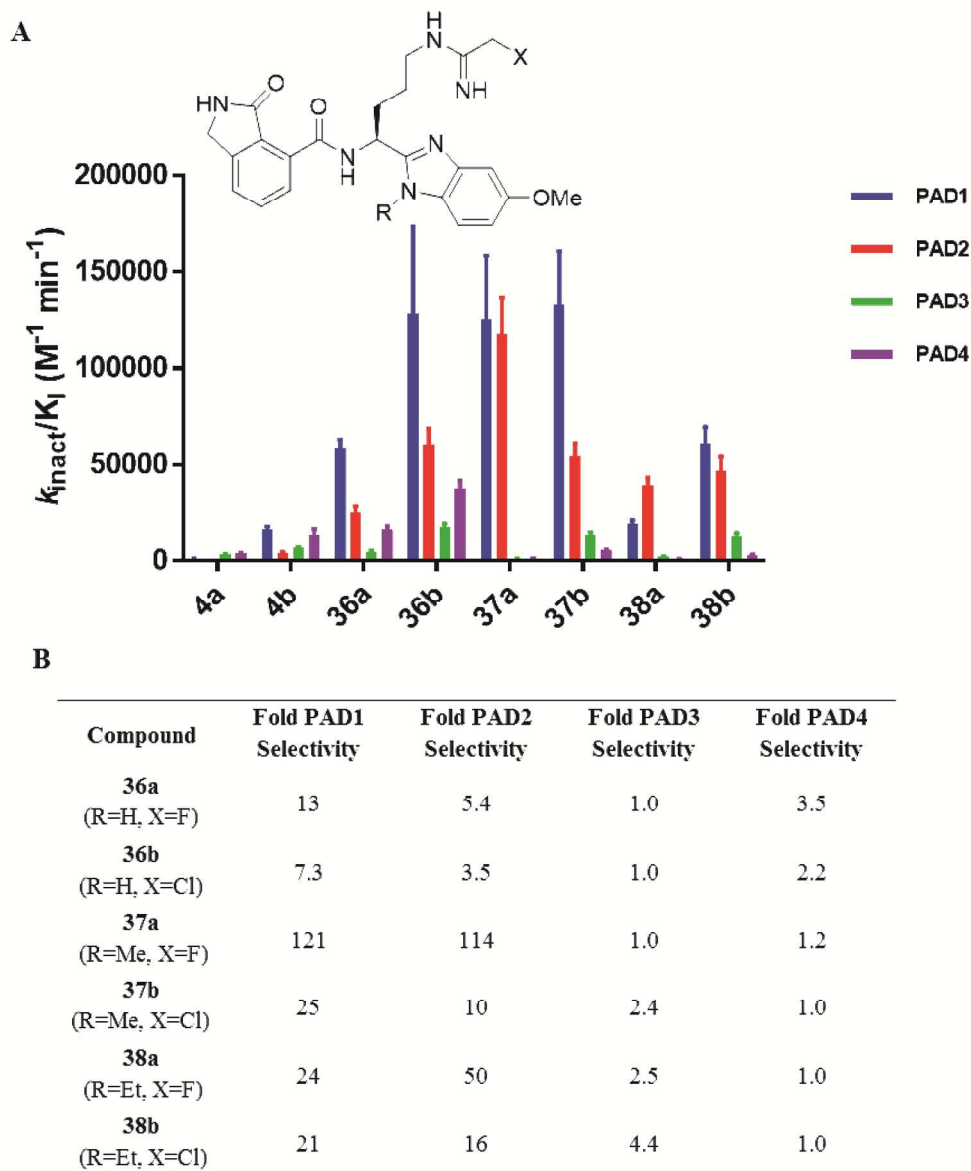 A
H
N
X
NH
O
HN
O
N
H
N
N
R
OMe
200000
150000
100000
50000
0
kinact/KI (M⁻¹ min⁻¹)
PAD1
PAD2
PAD3
PAD4
4a 4b 36a 36b 37a 37b 38a 38b
B
Compound Fold PAD1 Selectivity Fold PAD2 Selectivity Fold PAD3 Selectivity Fold PAD4 Selectivity
36a
(R=H, X=F) 13 5.4 1.0 3.5
36b
(R=H, X=Cl) 7.3 3.5 1.0 2.2
37a
(R=Me, X=F) 121 114 1.0 1.2
37b
(R=Me, X=Cl) 25 10 2.4 1.0
38a
(R=Et, X=F) 24 50 2.5 1.0
38b
(R=Et, X=Cl) 21 16 4.4 1.0